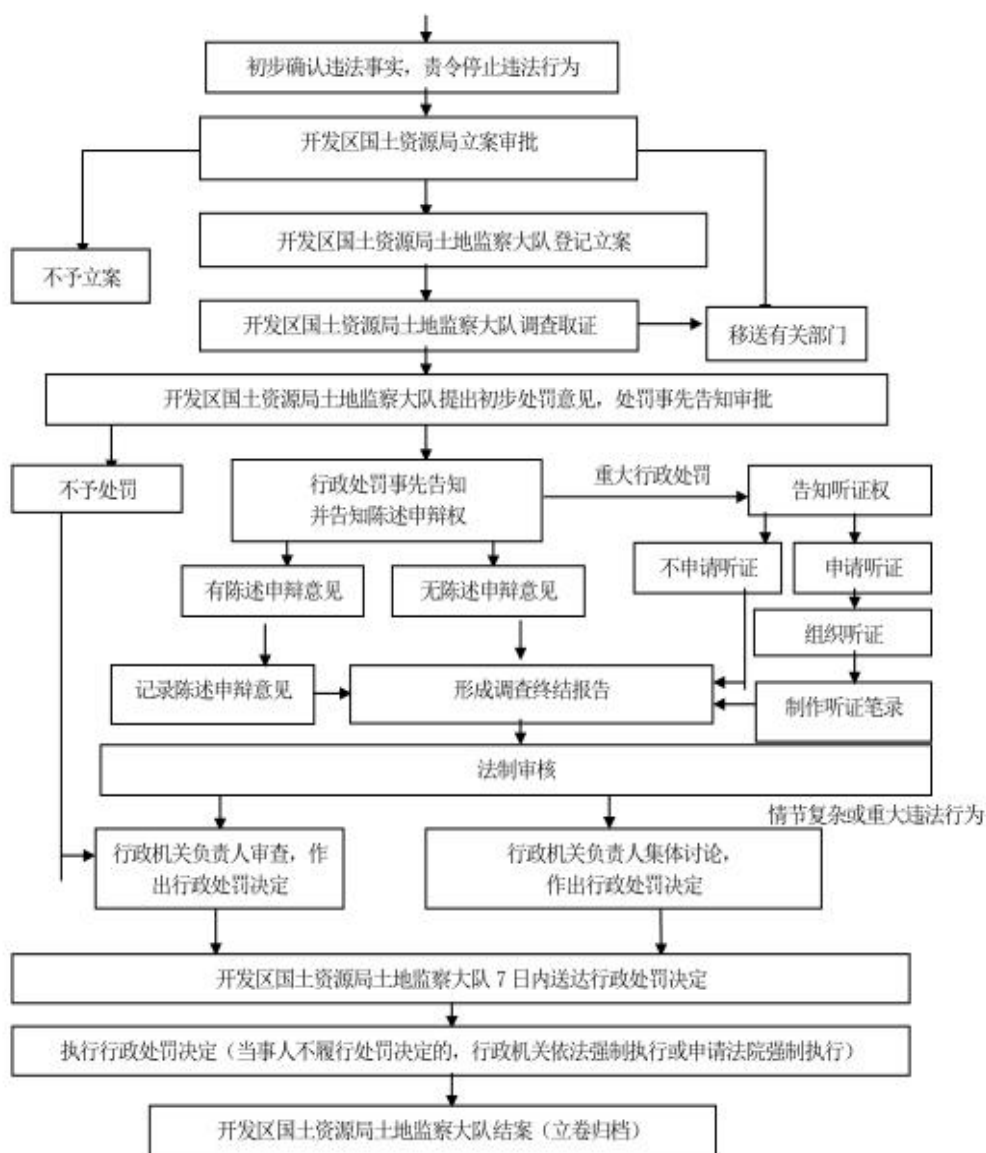 初步确认违法事实，责令停止违法行为
开发区国土资源局立案审批
开发区国土资源局土地监察大队登记立案
不予立案
开发区国土资源局土地监察大队调查取证
移送有关部门
开发区国土资源局土地监察大队提出初步处罚意见，处罚事先告知审批
不予处罚
行政处罚事先告知
并告知陈述申辩权
重大行政处罚
告知听证权
不申请听证
申请听证
有陈述申辩意见
无陈述申辩意见
组织听证
记录陈述申辩意见
形成调查终结报告
制作听证笔录
法制审核
情节复杂或重大违法行为
行政机关负责人审查，作
出行政处罚决定
行政机关负责人集体讨论，
作出行政处罚决定
开发区国土资源局土地监察大队 7 日内送达行政处罚决定
执行行政处罚决定（当事人不履行处罚决定的，行政机关依法强制执行或申请法院强制执行）
开发区国土资源局土地监察大队结案（立卷归档）